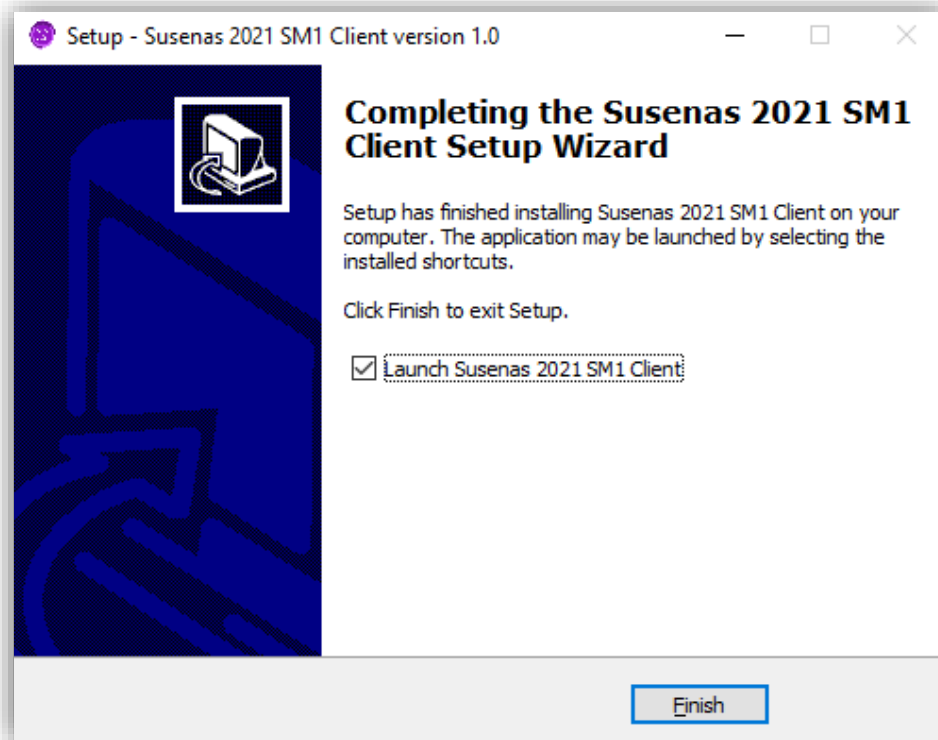 Setup - Susenas 2021 SM1 Client version 1.0
Completing the Susenas 2021 SM1
Client Setup Wizard
Setup has finished installing Susenas 2021 SM1 Client on your
computer. The application may be launched by selecting the
installed shortcuts.
Click Finish to exit Setup.
Launch Susenas 2021 SM1 Client
Finish